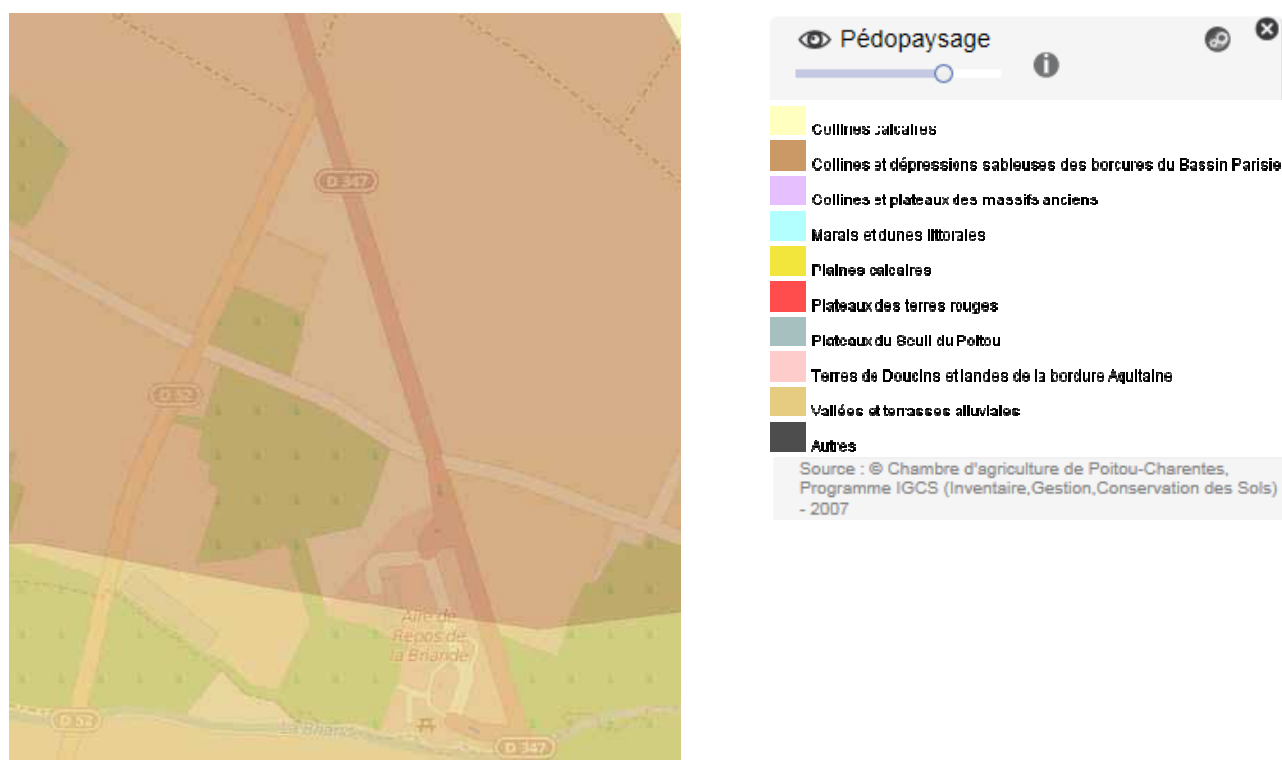 D 347
D 52
Aire de
Repos de
la Briande
D 52
La Briande
D 347
Pédopaysage
Collines calcaires
Collines et dépressions sableuses des bordures du Bassin Parisie
Collines et plateaux des massifs anciens
Marais et dunes littorales
Plaines calcaires
Plateaux des terres rouges
Plateaux du Seuil du Poitou
Terres de Doucins et landes de la bordure Aquitaine
Vallées et terrasses alluviales
Autres
Source : © Chambre d'agriculture de Poitou-Charentes,
Programme IGCS (Inventaire,Gestion,Conservation des Sols)
- 2007